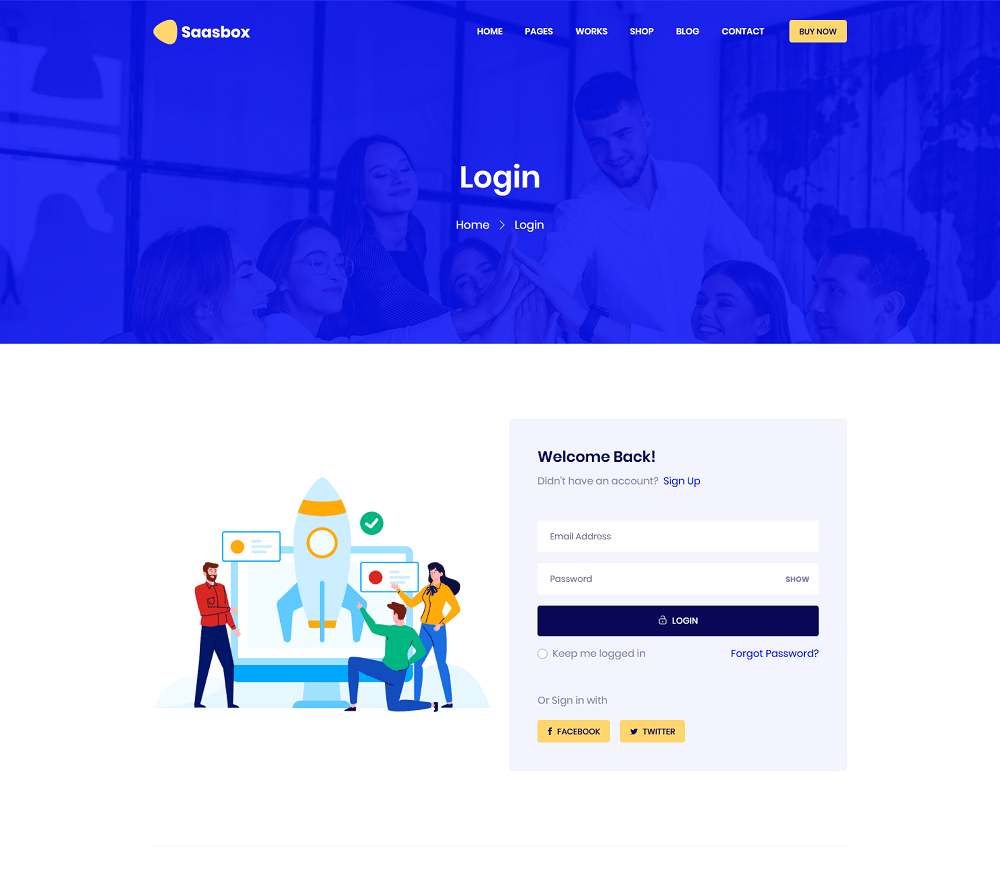 Saasbox
HOME PAGES WORKS SHOP BLOG CONTACT BUY NOW
Login
Home > Login
Welcome Back!
Didn't have an account? Sign Up
Email Address
Password SHOW
LOGIN
Keep me logged in Forgot Password?
Or Sign in with
FACEBOOK TWITTER